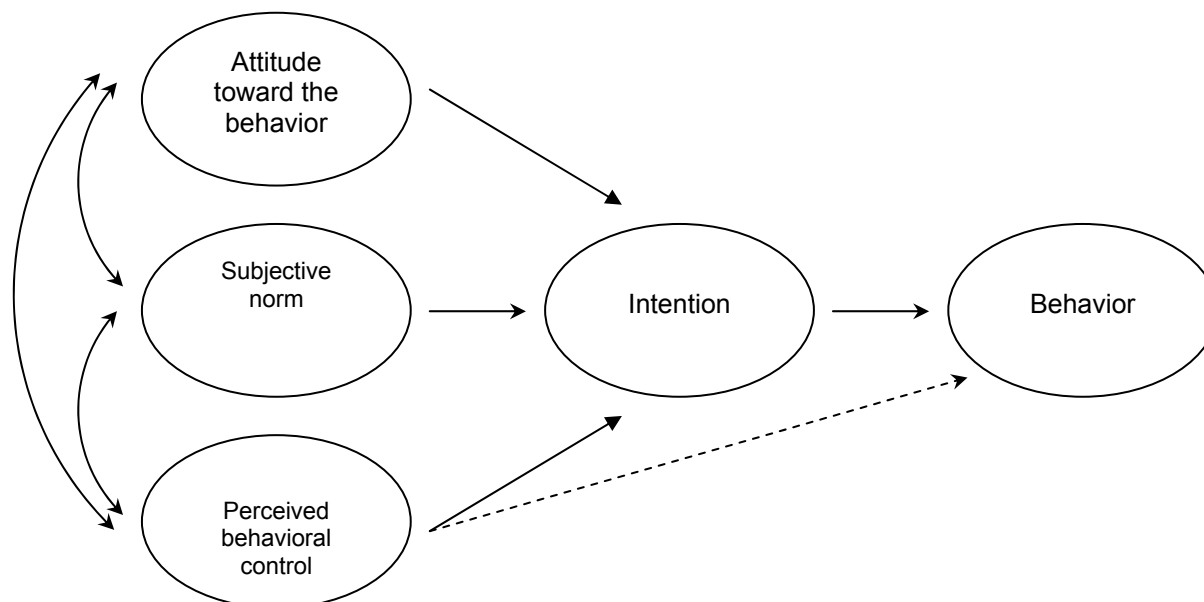 Attitude
toward the
behavior
Subjective
norm
Intention
Behavior
Perceived
behavioral
control